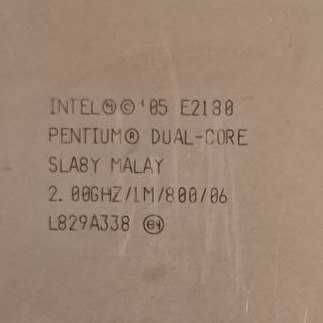 INTEL Ⓜ © '05 E2180
PENTIUM® DUAL-CORE
SLA8Y MALAY
2.00GHZ/1M/800/06
L829A338 (e4)